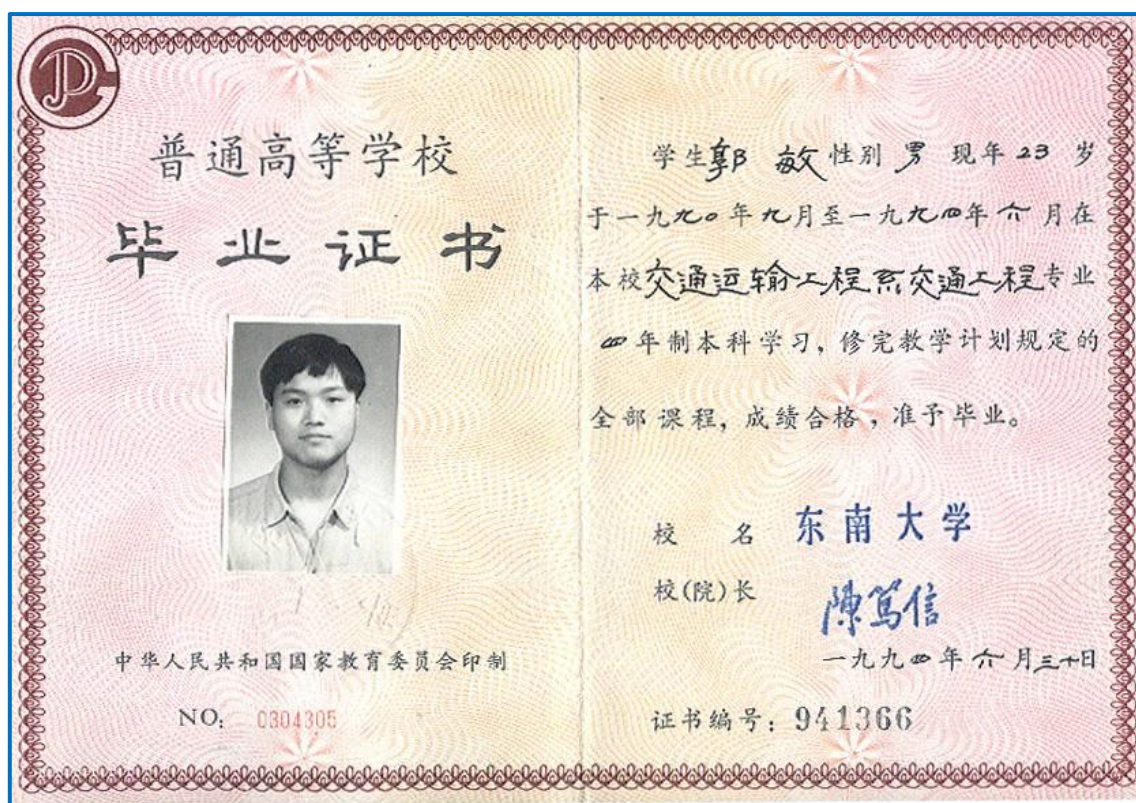 普通高等学校
毕业证书
中华人民共和国国家教育委员会印制
NO: 0304305
学生郭 敏性别 男 现年 23 岁
于一九九〇年九月至一九九四年六月在
本校交通运输工程系交通工程专业
四年制本科学习，修完教学计划规定的
全部课程，成绩合格，准予毕业。
校 名 东南大学
校(院)长 陳篤信
一九九四年六月三十日
证书编号：941366